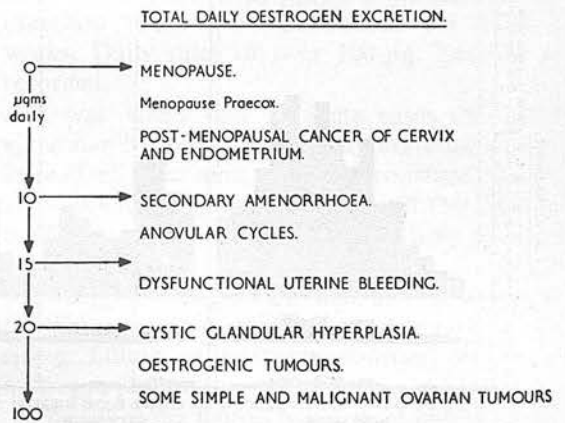 TOTAL DAILY OESTROGEN EXCRETION.
0 MENOPAUSE.
µqms
daily
Menopause Praecox.
POST-MENOPAUSAL CANCER OF CERVIX
AND ENDOMETRIUM.
10 SECONDARY AMENORRHOEA.
ANOVULAR CYCLES.
15
DYSFUNCTIONAL UTERINE BLEEDING.
20 CYSTIC GLANDULAR HYPERPLASIA.
OESTROGENIC TUMOURS.
SOME SIMPLE AND MALIGNANT OVARIAN TUMOURS
100